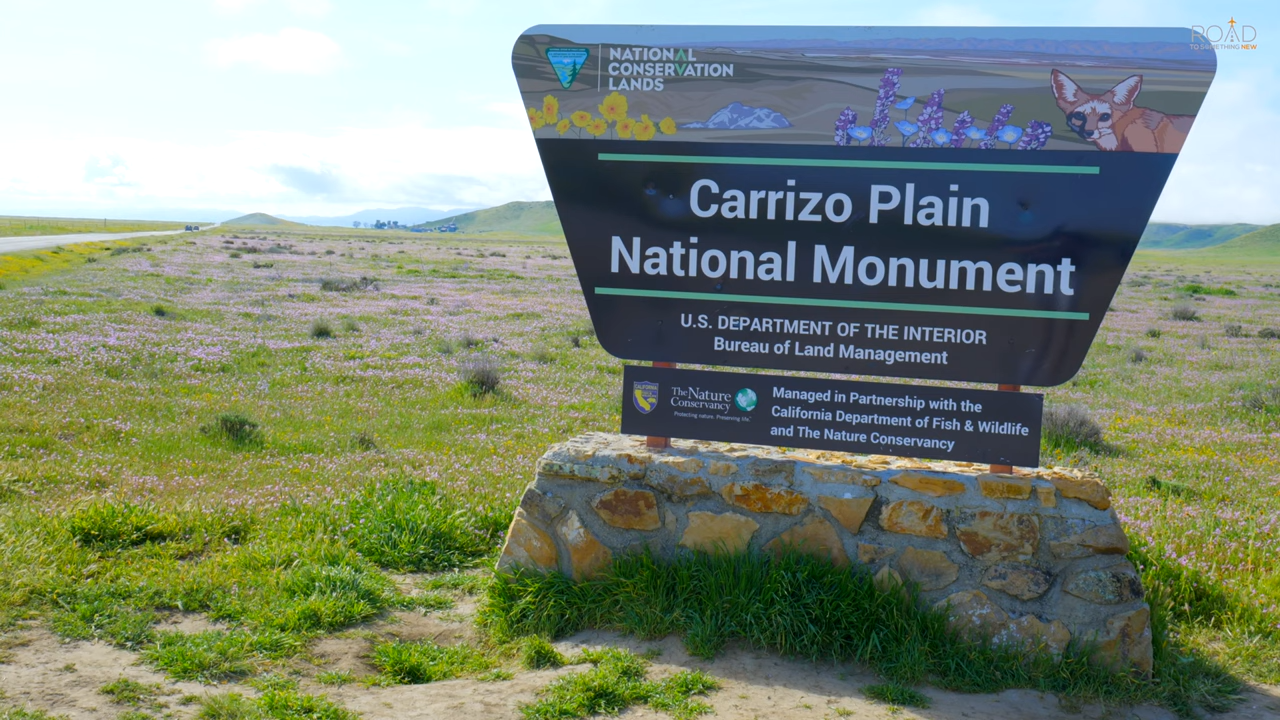 ROAD
TO SOMETHING NEW
NATIONAL
CONSERVATION
LANDS
Carrizo Plain
National Monument
U.S. DEPARTMENT OF THE INTERIOR
Bureau of Land Management
CALIFORNIA
The Nature
Conservancy
Protecting nature. Preserving life.
Managed in Partnership with the
California Department of Fish & Wildlife
and The Nature Conservancy